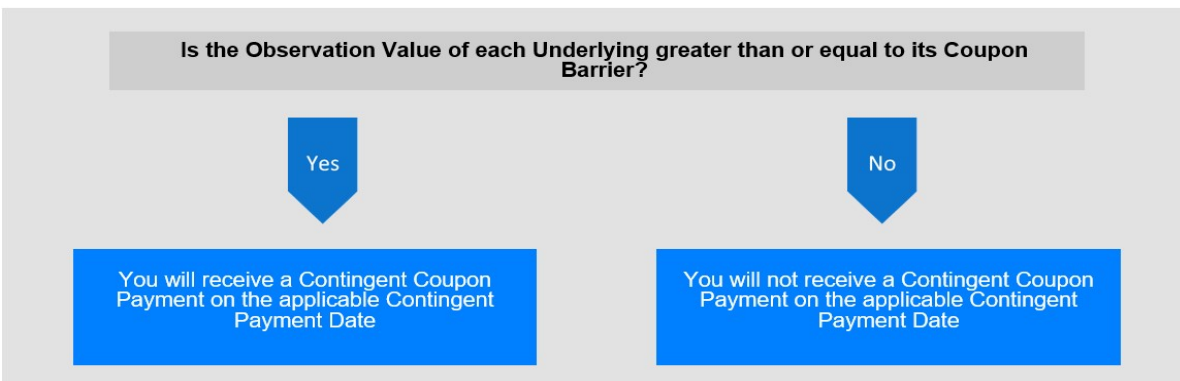 Is the Observation Value of each Underlying greater than or equal to its Coupon
Barrier?
Yes
No
You will receive a Contingent Coupon
Payment on the applicable Contingent
Payment Date
You will not receive a Contingent Coupon
Payment on the applicable Contingent
Payment Date